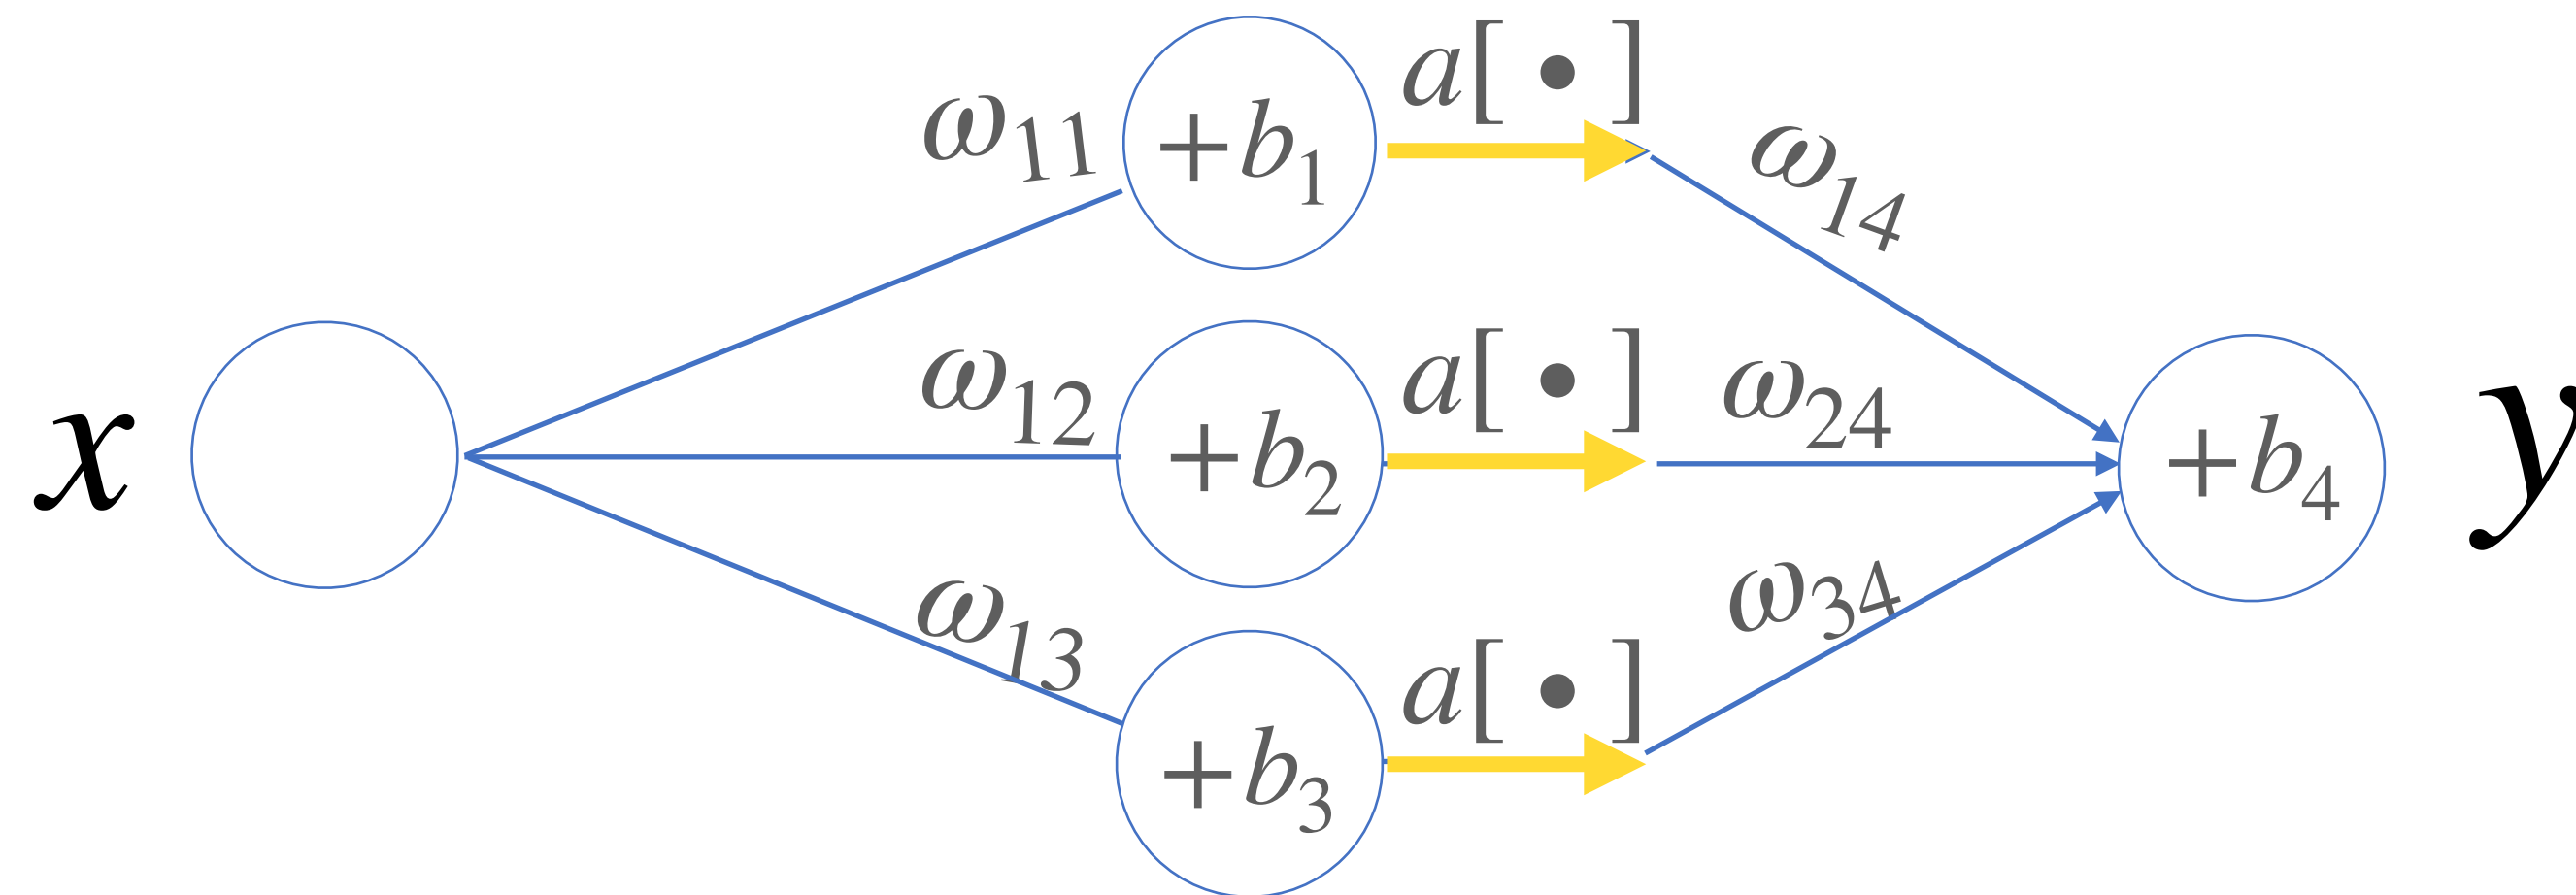 x
ω₁₁
+b₁
a[ • ]
ω₁₄
ω₁₂
+b₂
a[ • ]
ω₂₄
+b₄
y
ω₁₃
+b₃
a[ • ]
ω₃₄